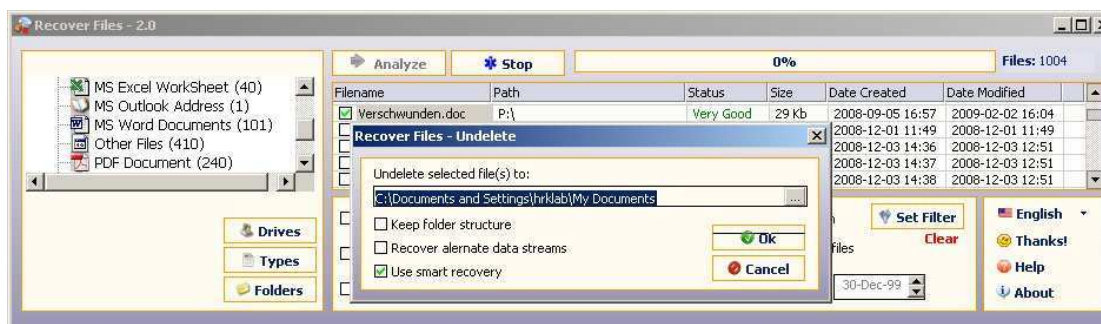 Recover Files - 2.0
MS Excel WorkSheet (40)
MS Outlook Address (1)
MS Word Documents (101)
Other Files (410)
PDF Document (240)
Drives
Types
Folders
Analyze
Stop
0%
Files: 1004
Filename Path Status Size Date Created Date Modified
Verschwunden.doc P:\ Very Good 29 Kb 2008-09-05 16:57 2009-02-02 16:04
2008-12-01 11:49 2008-12-01 11:49
2008-12-03 14:36 2008-12-03 12:51
2008-12-03 14:37 2008-12-03 12:51
2008-12-03 14:38 2008-12-03 12:51
Recover Files - Undelete
Undelete selected file(s) to:
C:\Documents and Settings\hrklab\My Documents
...
Keep folder structure
Recover alernate data streams
Use smart recovery
Ok
Cancel
Set Filter
Clear
files
30-Dec-99
English
Thanks!
Help
About